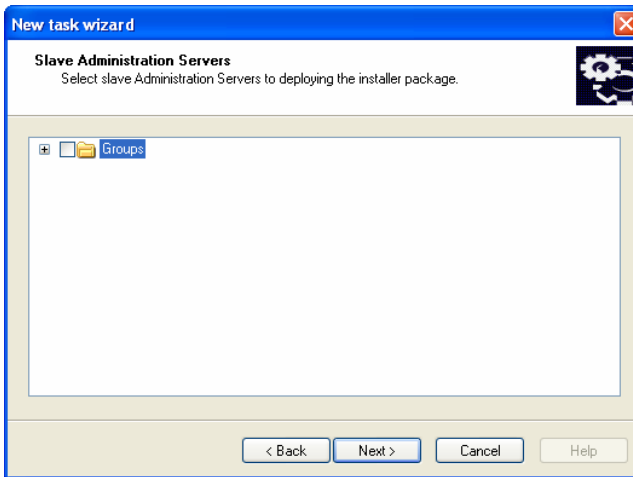 New task wizard
Slave Administration Servers
Select slave Administration Servers to deploying the installer package.
Groups
< Back
Next >
Cancel
Help